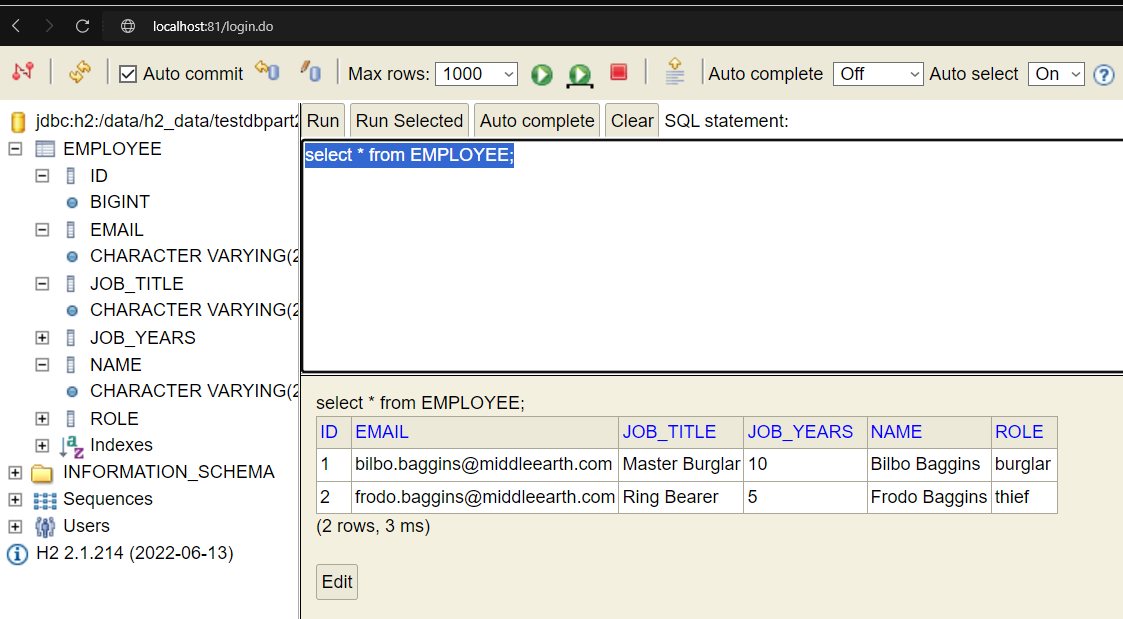 localhost:81/login.do
Auto commit Max rows: 1000 Auto complete Off Auto select On ?
jdbc:h2:/data/h2_data/testdbpart2
EMPLOYEE
ID
BIGINT
EMAIL
CHARACTER VARYING(2
JOB_TITLE
CHARACTER VARYING(2
JOB_YEARS
NAME
CHARACTER VARYING(2
ROLE
Indexes
INFORMATION_SCHEMA
Sequences
Users
H2 2.1.214 (2022-06-13)
Run Run Selected Auto complete Clear SQL statement:
select * from EMPLOYEE;
select * from EMPLOYEE;
ID EMAIL JOB_TITLE JOB_YEARS NAME ROLE
1 bilbo.baggins@middleearth.com Master Burglar 10 Bilbo Baggins burglar
2 frodo.baggins@middleearth.com Ring Bearer 5 Frodo Baggins thief
(2 rows, 3 ms)
Edit